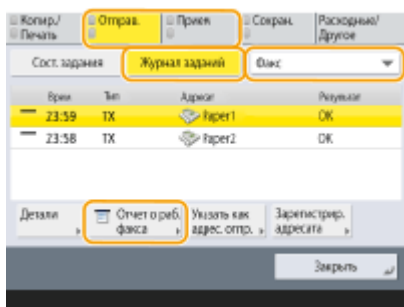 Копир./
Печать
Отправ.
Прием
Сохран.
Расходные/
Другое
Сост. задания
Журнал заданий
Факс
Время Тип Адресат Результат
23:59 TX Paper1 OK
23:58 TX Paper2 OK
Детали
Отчет о раб.
факса
Указать как
адрес. отпр.
Зарегистрир.
адресата
Закрыть